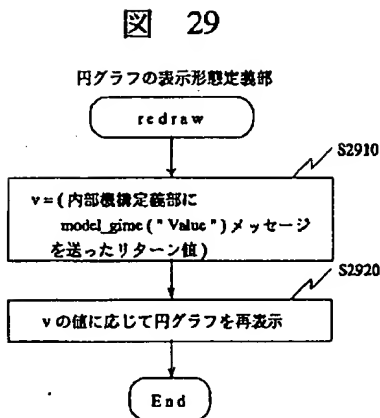 図 29
円グラフの表示形態定義部
redraw
S2910
v=(内部機構定義部に
model_gime("Value")メッセージ
を送ったリターン値)
S2920
vの値に応じて円グラフを再表示
End